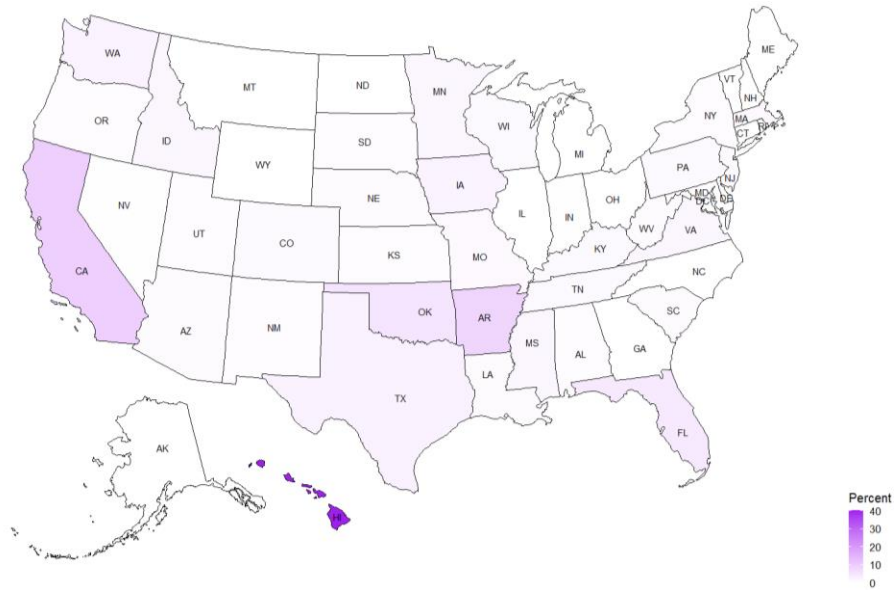 ME
WA
VT
MT
ND
MN
NH
OR
NY
MA
WI
RI
CT
ID
SD
MI
WY
PA
IA
NJ
NE
MD
DE
OH
DC
NV
IL
IN
UT
WV
VA
CO
KS
MO
KY
CA
NC
TN
OK
SC
AR
AZ
NM
MS
GA
AL
LA
TX
FL
AK
HI
Percent
40
30
20
10
0